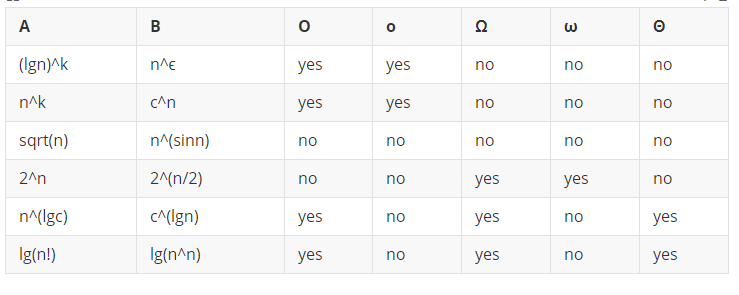 A B O o Ω ω Θ
(lgn)^k n^ϵ yes yes no no no
n^k c^n yes yes no no no
sqrt(n) n^(sinn) no no no no no
2^n 2^(n/2) no no yes yes no
n^(lgc) c^(lgn) yes no yes no yes
lg(n!) lg(n^n) yes no yes no yes